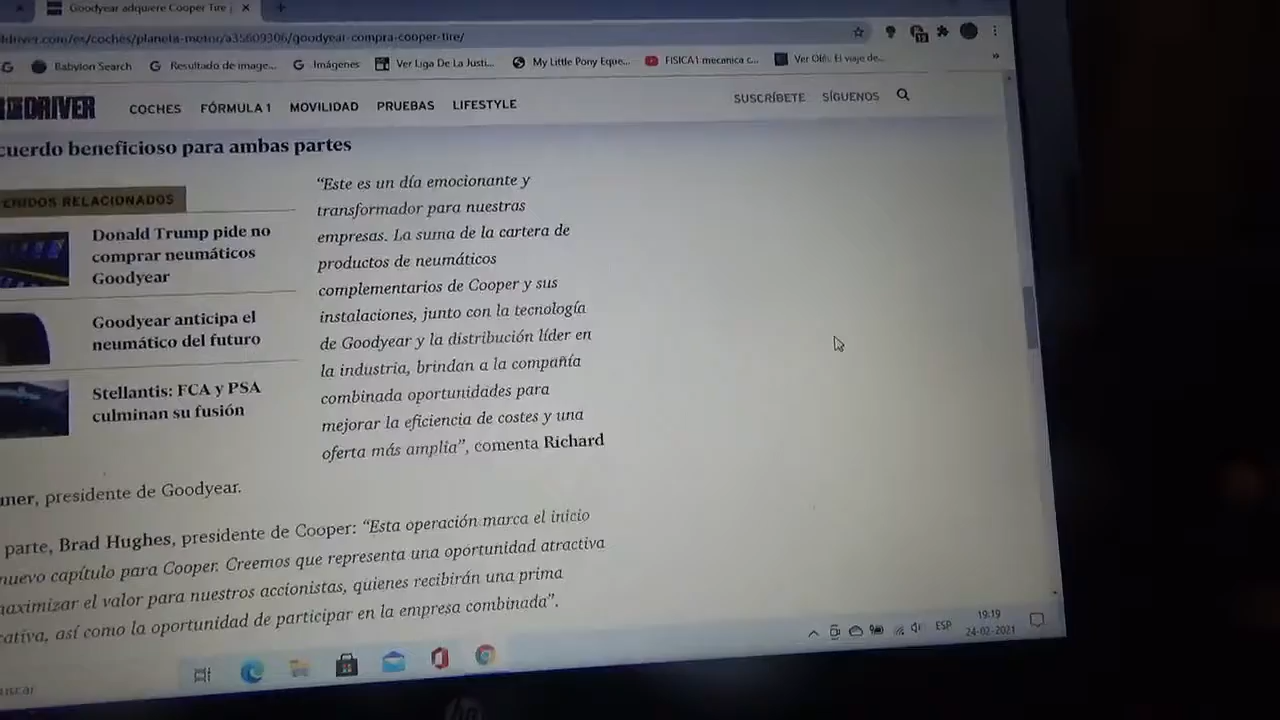 Goodyear adquiere Cooper Tire
driver.com/es/coches/planeta-motor/a35609306/goodyear-compra-cooper-tire/
Babylon Search
Resultado de image...
Imágenes
Ver Liga De La Justi...
My Little Pony Eque...
FISICA1 mecanica c...
Ver Olé: El viaje de...
DRIVER
COCHES FÓRMULA 1 MOVILIDAD PRUEBAS LIFESTYLE
SUSCRÍBETE SÍGUENOS
cuerdo beneficioso para ambas partes
ENIDOS RELACIONADOS
Donald Trump pide no
comprar neumáticos
Goodyear
Goodyear anticipa el
neumático del futuro
Stellantis: FCA y PSA
culminan su fusión
“Este es un día emocionante y
transformador para nuestras
empresas. La suma de la cartera de
productos de neumáticos
complementarios de Cooper y sus
instalaciones, junto con la tecnología
de Goodyear y la distribución líder en
la industria, brindan a la compañía
combinada oportunidades para
mejorar la eficiencia de costes y una
oferta más amplia”, comenta Richard
mer, presidente de Goodyear.
parte, Brad Hughes, presidente de Cooper: “Esta operación marca el inicio
nuevo capítulo para Cooper. Creemos que representa una oportunidad atractiva
maximizar el valor para nuestros accionistas, quienes recibirán una prima
cativa, así como la oportunidad de participar en la empresa combinada”.
uscar
ESP
19:19
24-02-2021
hp